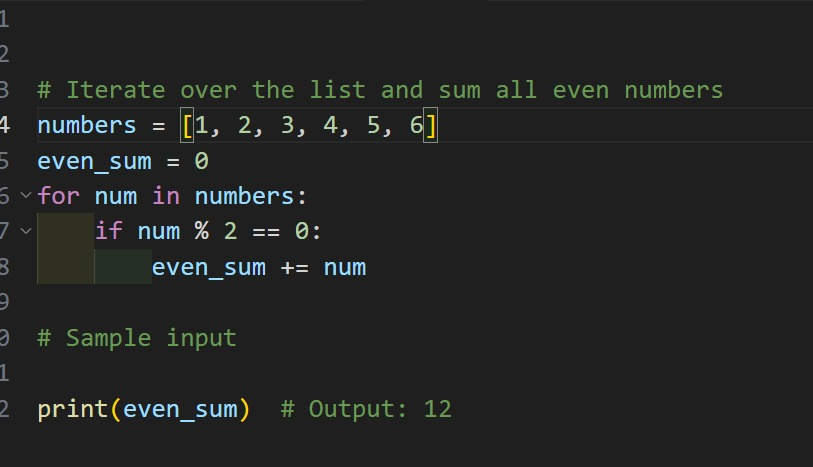 1
2
3 # Iterate over the list and sum all even numbers
4 numbers = [1, 2, 3, 4, 5, 6]
5 even_sum = 0
6 for num in numbers:
7     if num % 2 == 0:
8         even_sum += num
9
0 # Sample input
1
2 print(even_sum)  # Output: 12